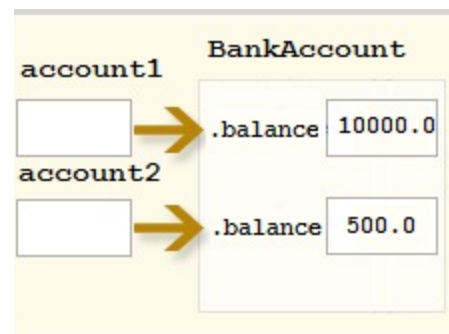 BankAccount
account1
.balance 10000.0
account2
.balance 500.0